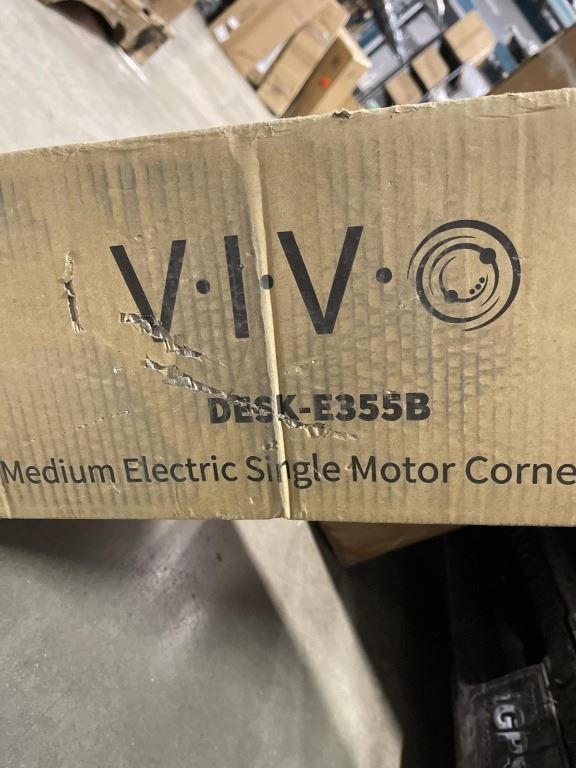 V·I·V·O
DESK-E355B
Medium Electric Single Motor Corne